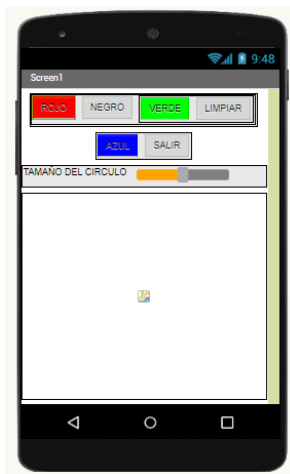 9:48
Screen1
ROJO NEGRO VERDE LIMPIAR
AZUL SALIR
TAMAÑO DEL CIRCULO